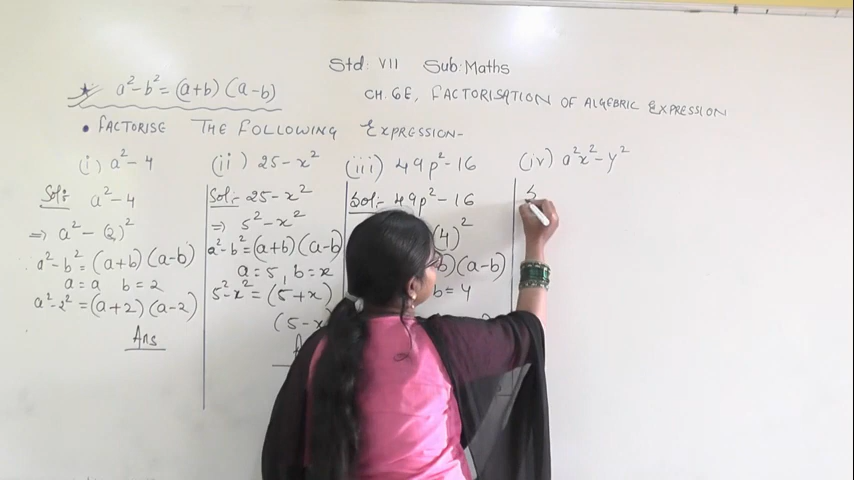 Std: VII Sub: Maths
★ a²-b² = (a+b) (a-b)
CH. 6E, FACTORISATION OF ALGEBRIC EXPRESSION
• FACTORISE THE FOLLOWING EXPRESSION-
(i) a²-4
Sol:- a²-4
⇒ a² - (2)²
a²-b² = (a+b) (a-b)
a = a b = 2
a²-2² = (a+2) (a-2)
Ans
(ii) 25-x²
Sol:- 25-x²
⇒ 5²-x²
a²-b² = (a+b) (a-b)
a = 5, b = x
5²-x² = (5+x)
(5-x
A
(iii) 49p²-16
Sol:- 49p²-16
(4)²
b) (a-b)
b = 4
(iv) a²x²-y²
S